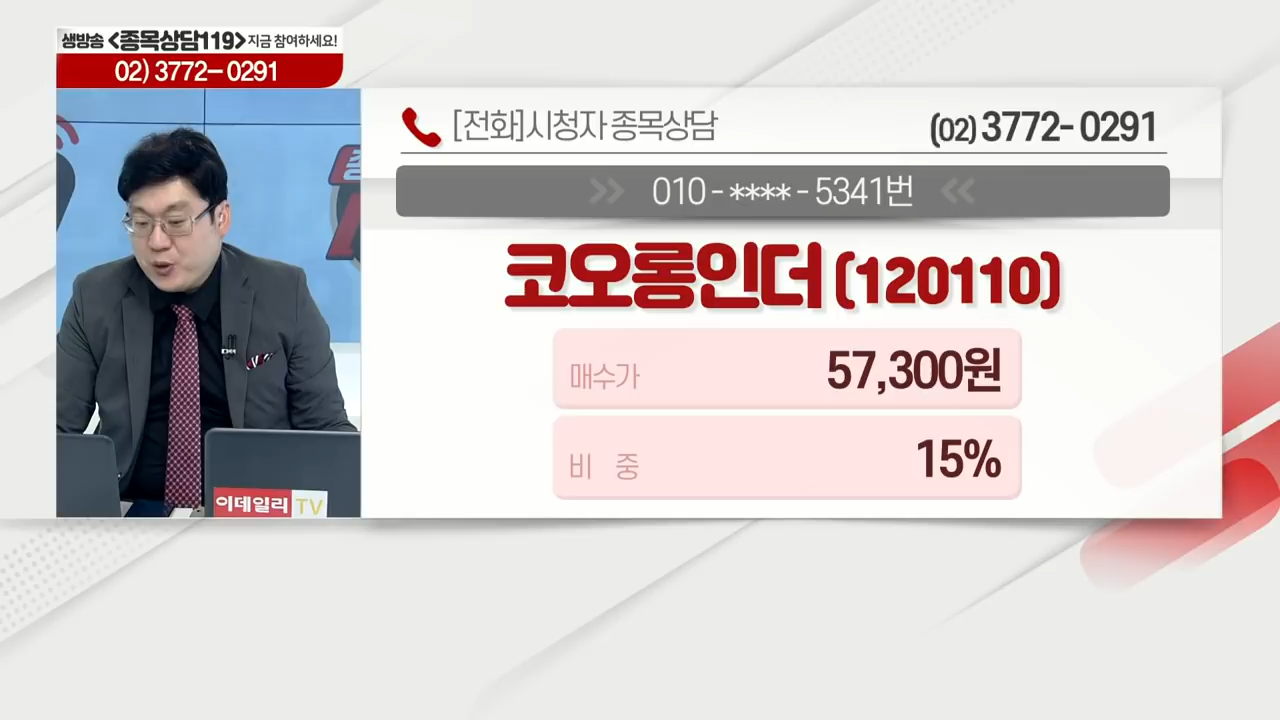 생방송 <종목상담119> 지금 참여하세요!
02) 3772-0291
[전화]시청자 종목상담
(02) 3772-0291
010 - **** - 5341번
코오롱인더 (120110)
매수가 57,300원
비 중 15%
이데일리 TV